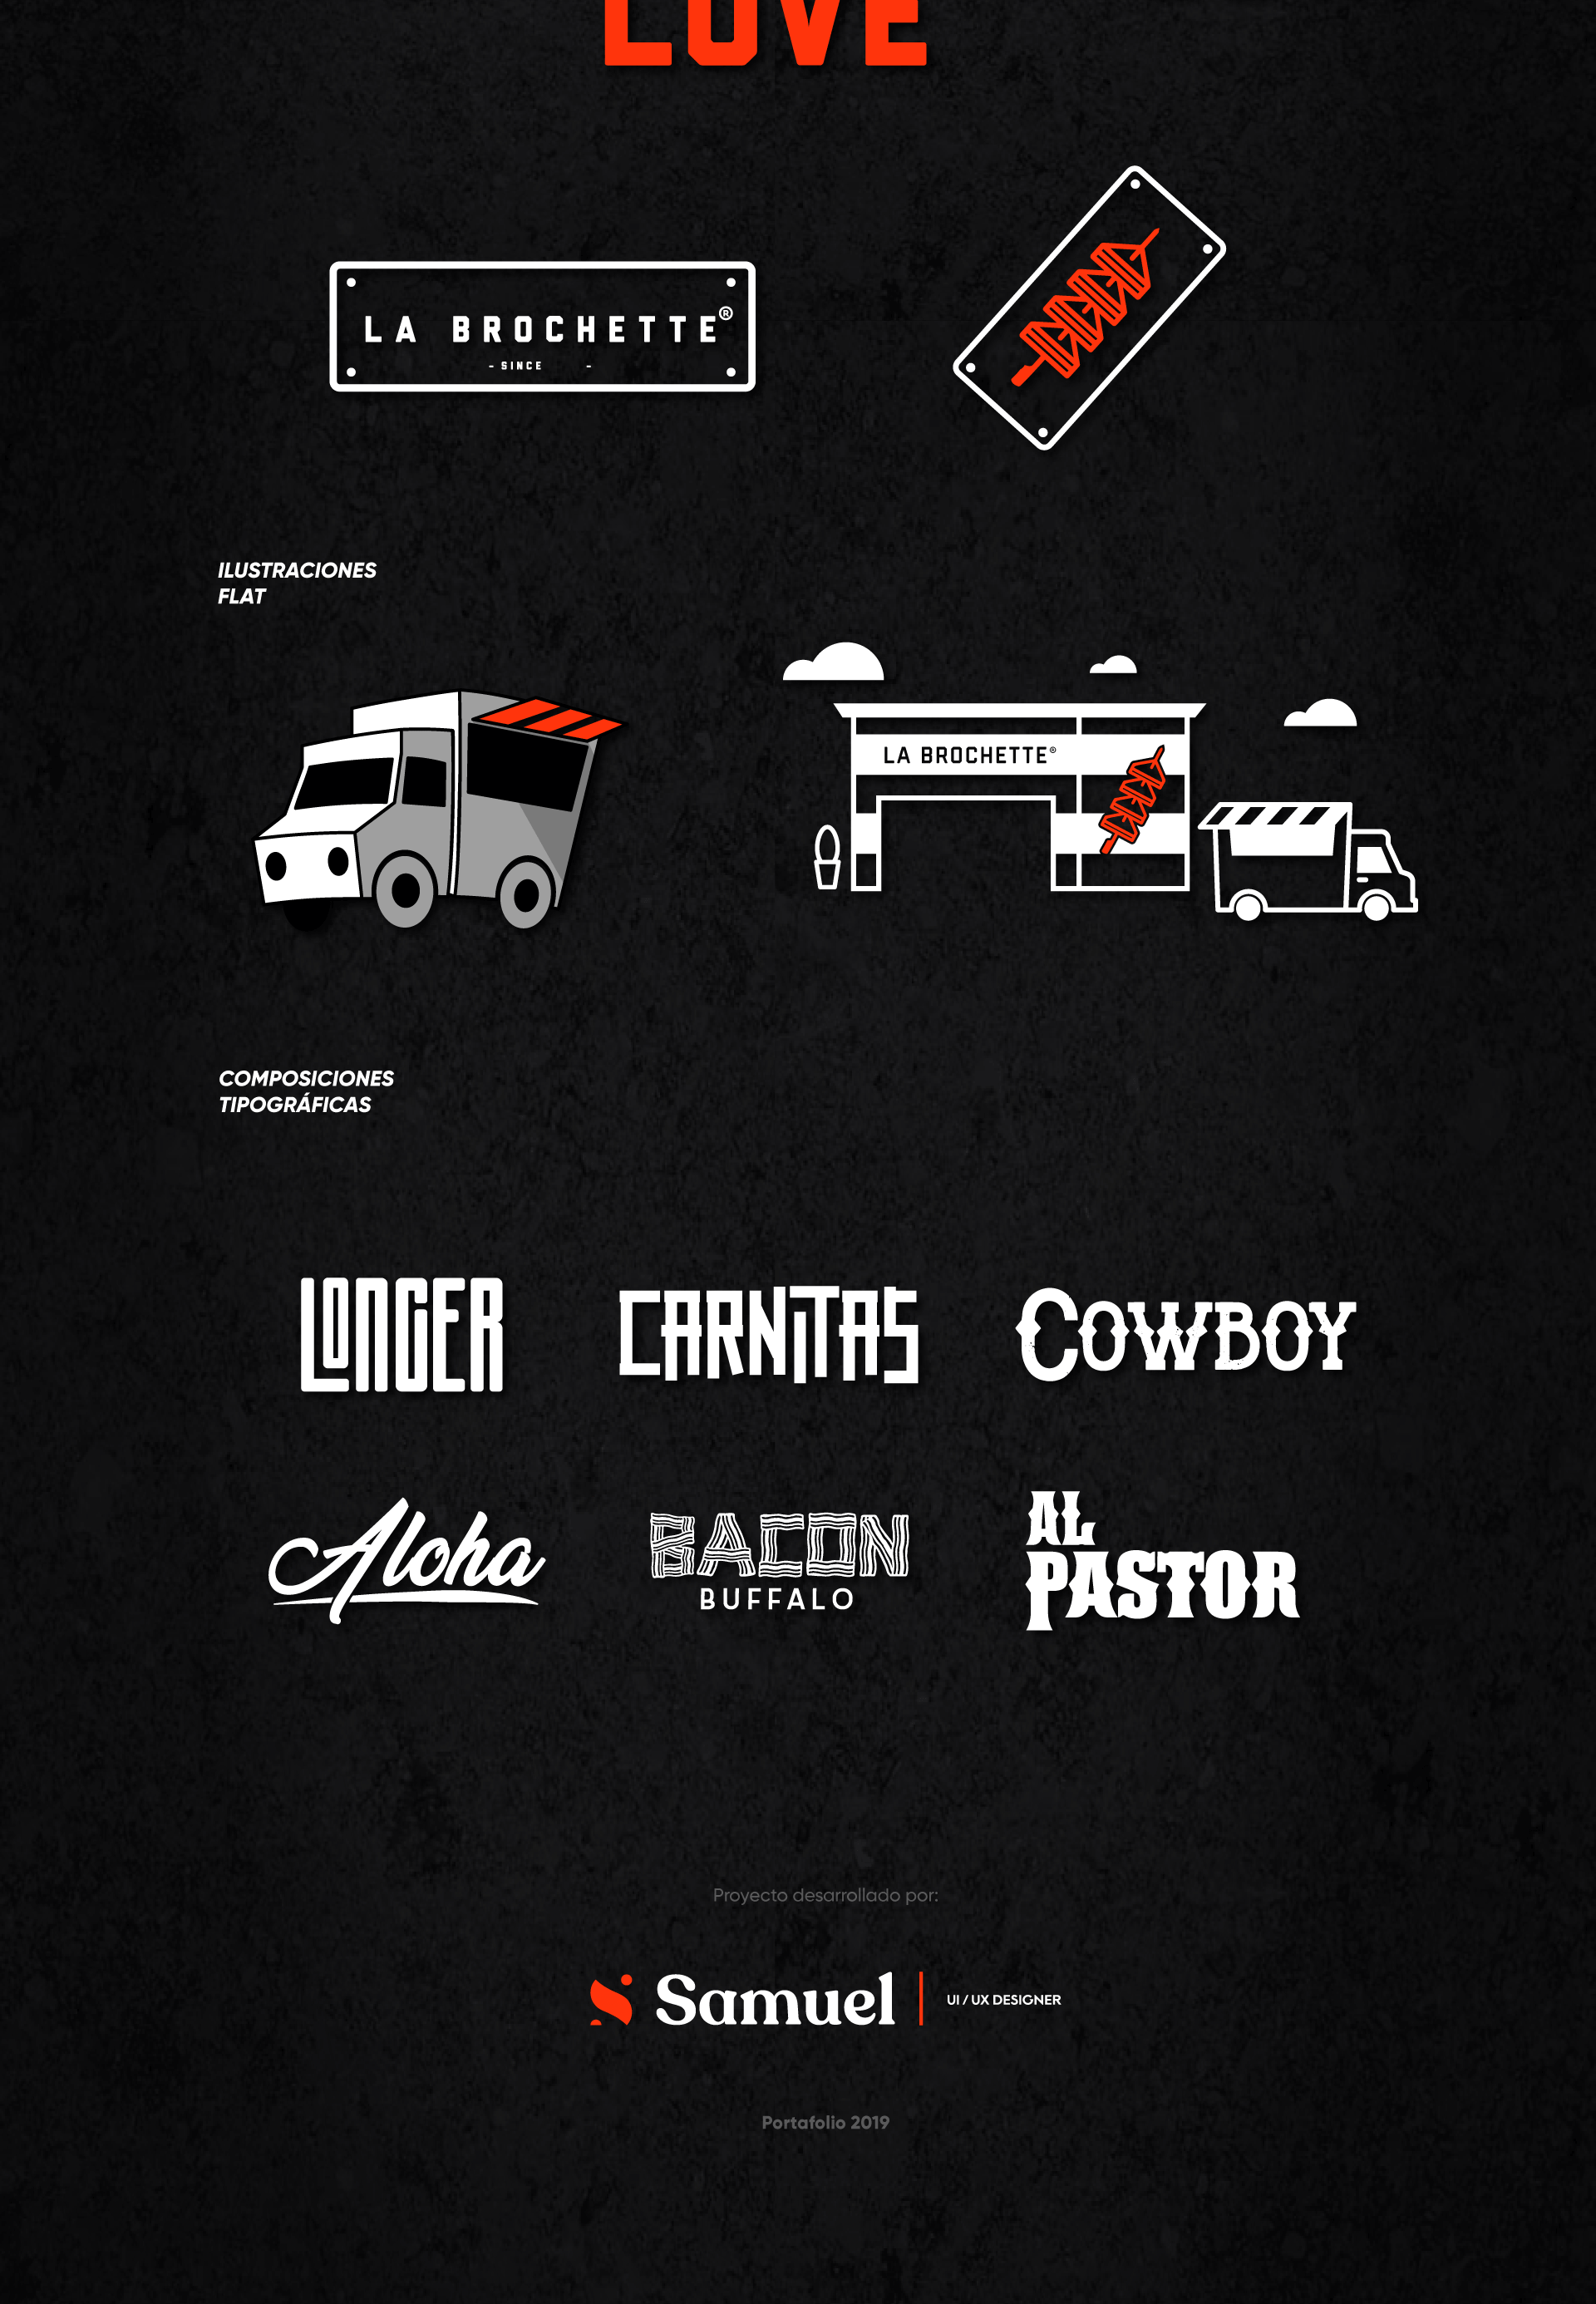 LOVE
LA BROCHETTE®
- SINCE -
ILUSTRACIONES
FLAT
LA BROCHETTE®
COMPOSICIONES
TIPOGRÁFICAS
LONGER
CARNITAS
COWBOY
Aloha
BACON
BUFFALO
AL
PASTOR
Proyecto desarrollado por:
Samuel
UI / UX DESIGNER
Portafolio 2019